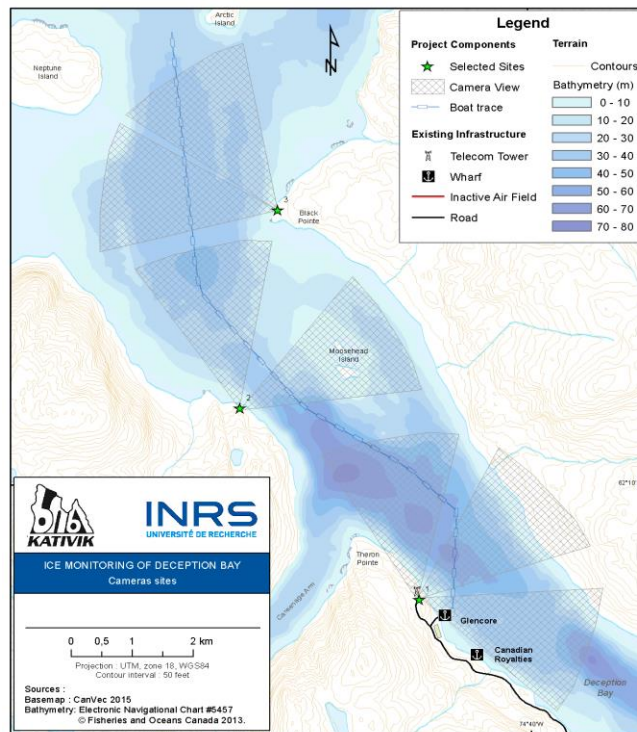 Arctic
Island
Neptune
Island
N
3
Black
Pointe
Moosehead
Island
2
62°10'
Theron
Pointe
1
Glencore
Canadian
Royalties
Deception
Bay
74°40'W
Legend
Project Components
Selected Sites
Camera View
Boat trace
Existing Infrastructure
Telecom Tower
Wharf
Inactive Air Field
Road
Terrain
Contours
Bathymetry (m)
0 - 10
10 - 20
20 - 30
30 - 40
40 - 50
50 - 60
60 - 70
70 - 80
KATIVIK
INRS
UNIVERSITÉ DE RECHERCHE
ICE MONITORING OF DECEPTION BAY
Cameras sites
0 0,5 1 2 km
Projection : UTM, zone 18, WGS84
Contour interval : 50 feet
Sources :
Basemap : CanVec 2015
Bathymetry: Electronic Navigational Chart #5457
© Fisheries and Oceans Canada 2013.